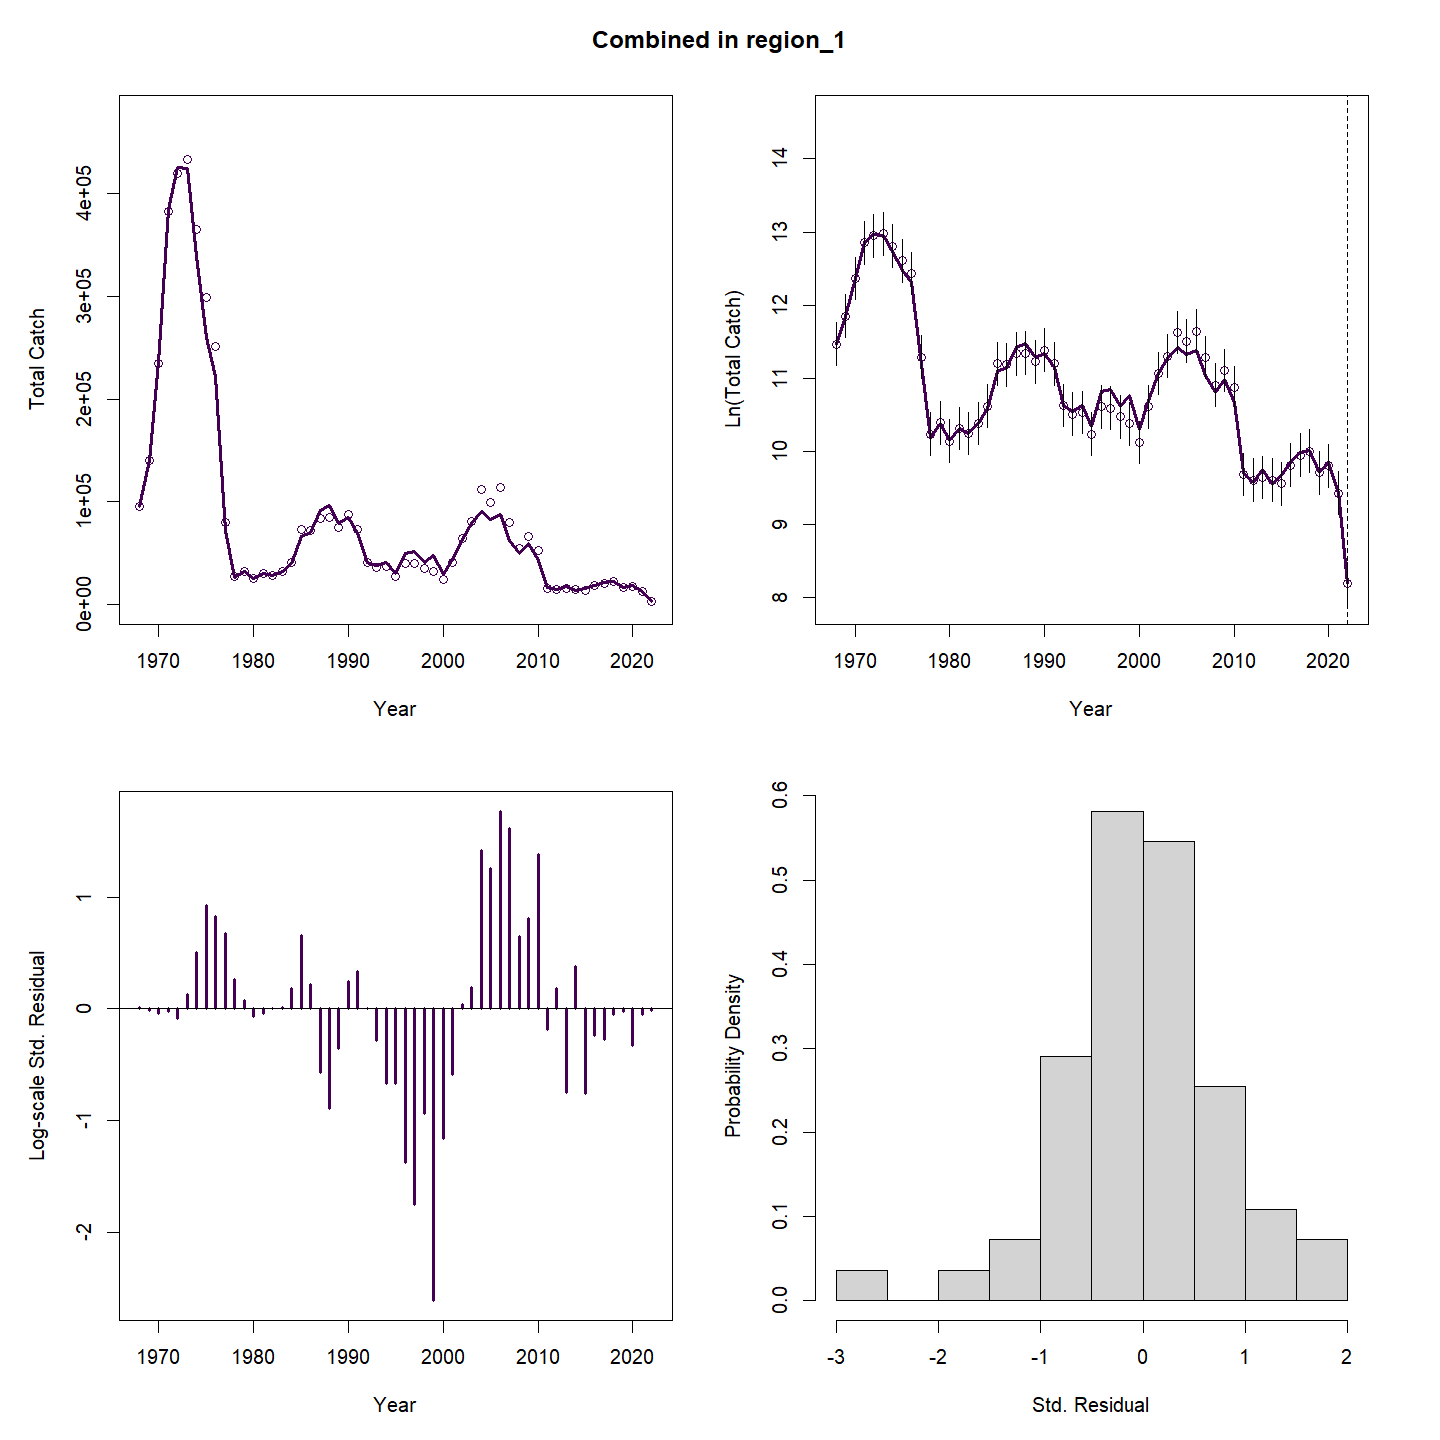 Combined in region_1
Total Catch
4e+05
3e+05
2e+05
1e+05
0e+00
1970 1980 1990 2000 2010 2020
Year
Ln(Total Catch)
14
13
12
11
10
9
8
1970 1980 1990 2000 2010 2020
Year
Log-scale Std. Residual
1
0
-1
-2
1970 1980 1990 2000 2010 2020
Year
Probability Density
0.6
0.5
0.4
0.3
0.2
0.1
0.0
-3 -2 -1 0 1 2
Std. Residual